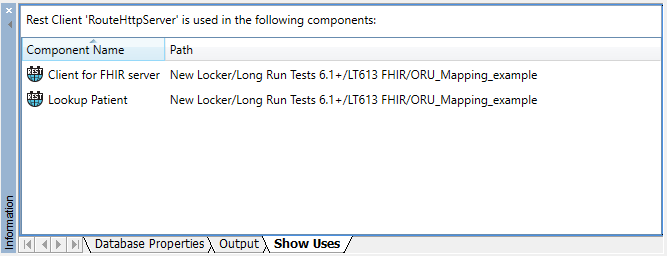 Rest Client 'RouteHttpServer' is used in the following components:
Component Name Path
REST Client for FHIR server New Locker/Long Run Tests 6.1+/LT613 FHIR/ORU_Mapping_example
REST Lookup Patient New Locker/Long Run Tests 6.1+/LT613 FHIR/ORU_Mapping_example
Information
Database Properties Output Show Uses